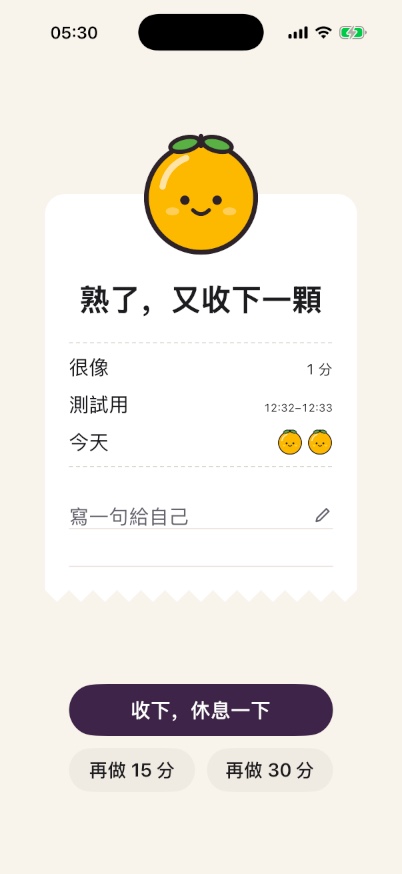 05:30
熟了，又收下一顆
很像 1 分
測試用 12:32–12:33
今天
寫一句給自己
收下，休息一下
再做 15 分 再做 30 分